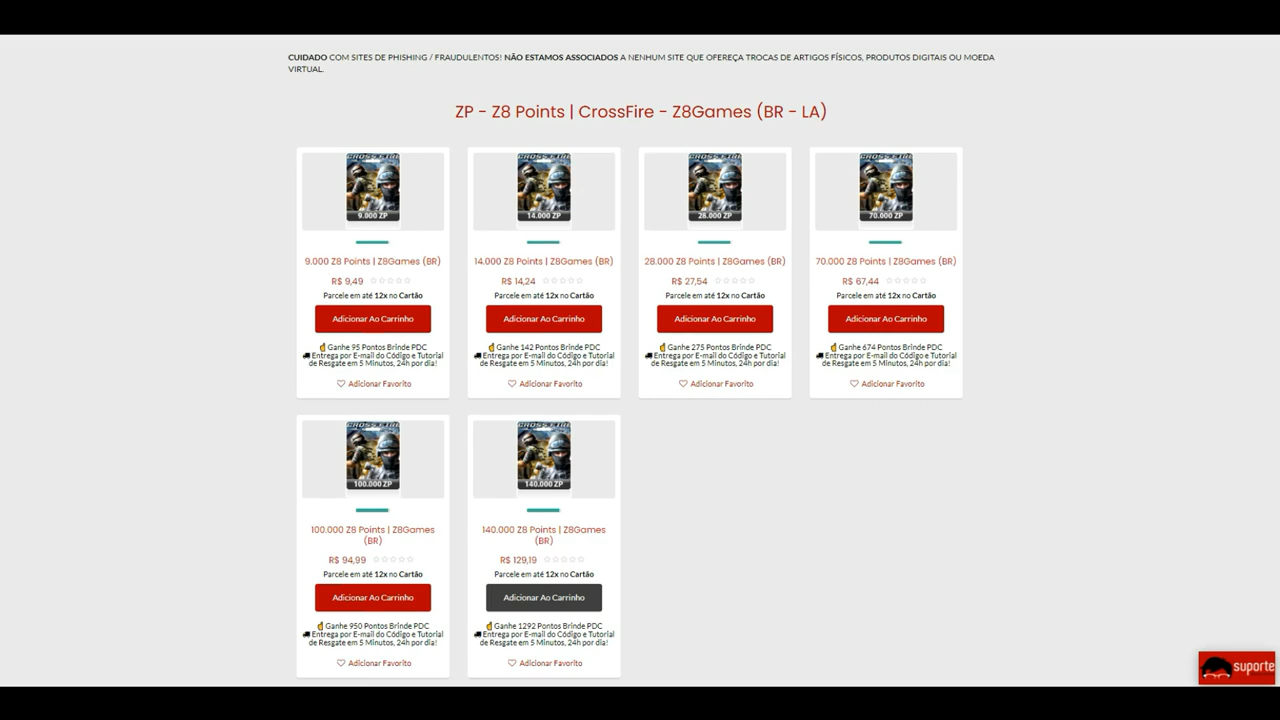 CUIDADO COM SITES DE PHISHING / FRAUDULENTOS! NÃO ESTAMOS ASSOCIADOS A NENHUM SITE QUE OFEREÇA TROCAS DE ARTIGOS FÍSICOS, PRODUTOS DIGITAIS OU MOEDA
VIRTUAL.
ZP - Z8 Points | CrossFire - Z8Games (BR - LA)
CROSS FIRE
9.000 ZP
9.000 Z8 Points | Z8Games (BR)
R$ 9,49
Parcele em até 12x no Cartão
Adicionar Ao Carrinho
Ganhe 95 Pontos Brinde PDC
Entrega por E-mail do Código e Tutorial
de Resgate em 5 Minutos, 24h por dia!
Adicionar Favorito
CROSS FIRE
14.000 ZP
14.000 Z8 Points | Z8Games (BR)
R$ 14,24
Parcele em até 12x no Cartão
Adicionar Ao Carrinho
Ganhe 142 Pontos Brinde PDC
Entrega por E-mail do Código e Tutorial
de Resgate em 5 Minutos, 24h por dia!
Adicionar Favorito
CROSS FIRE
28.000 ZP
28.000 Z8 Points | Z8Games (BR)
R$ 27,54
Parcele em até 12x no Cartão
Adicionar Ao Carrinho
Ganhe 275 Pontos Brinde PDC
Entrega por E-mail do Código e Tutorial
de Resgate em 5 Minutos, 24h por dia!
Adicionar Favorito
CROSS FIRE
70.000 ZP
70.000 Z8 Points | Z8Games (BR)
R$ 67,44
Parcele em até 12x no Cartão
Adicionar Ao Carrinho
Ganhe 674 Pontos Brinde PDC
Entrega por E-mail do Código e Tutorial
de Resgate em 5 Minutos, 24h por dia!
Adicionar Favorito
CROSS FIRE
100.000 ZP
100.000 Z8 Points | Z8Games
(BR)
R$ 94,99
Parcele em até 12x no Cartão
Adicionar Ao Carrinho
Ganhe 950 Pontos Brinde PDC
Entrega por E-mail do Código e Tutorial
de Resgate em 5 Minutos, 24h por dia!
Adicionar Favorito
CROSS FIRE
140.000 ZP
140.000 Z8 Points | Z8Games
(BR)
R$ 129,19
Parcele em até 12x no Cartão
Adicionar Ao Carrinho
Ganhe 1292 Pontos Brinde PDC
Entrega por E-mail do Código e Tutorial
de Resgate em 5 Minutos, 24h por dia!
Adicionar Favorito
suporte